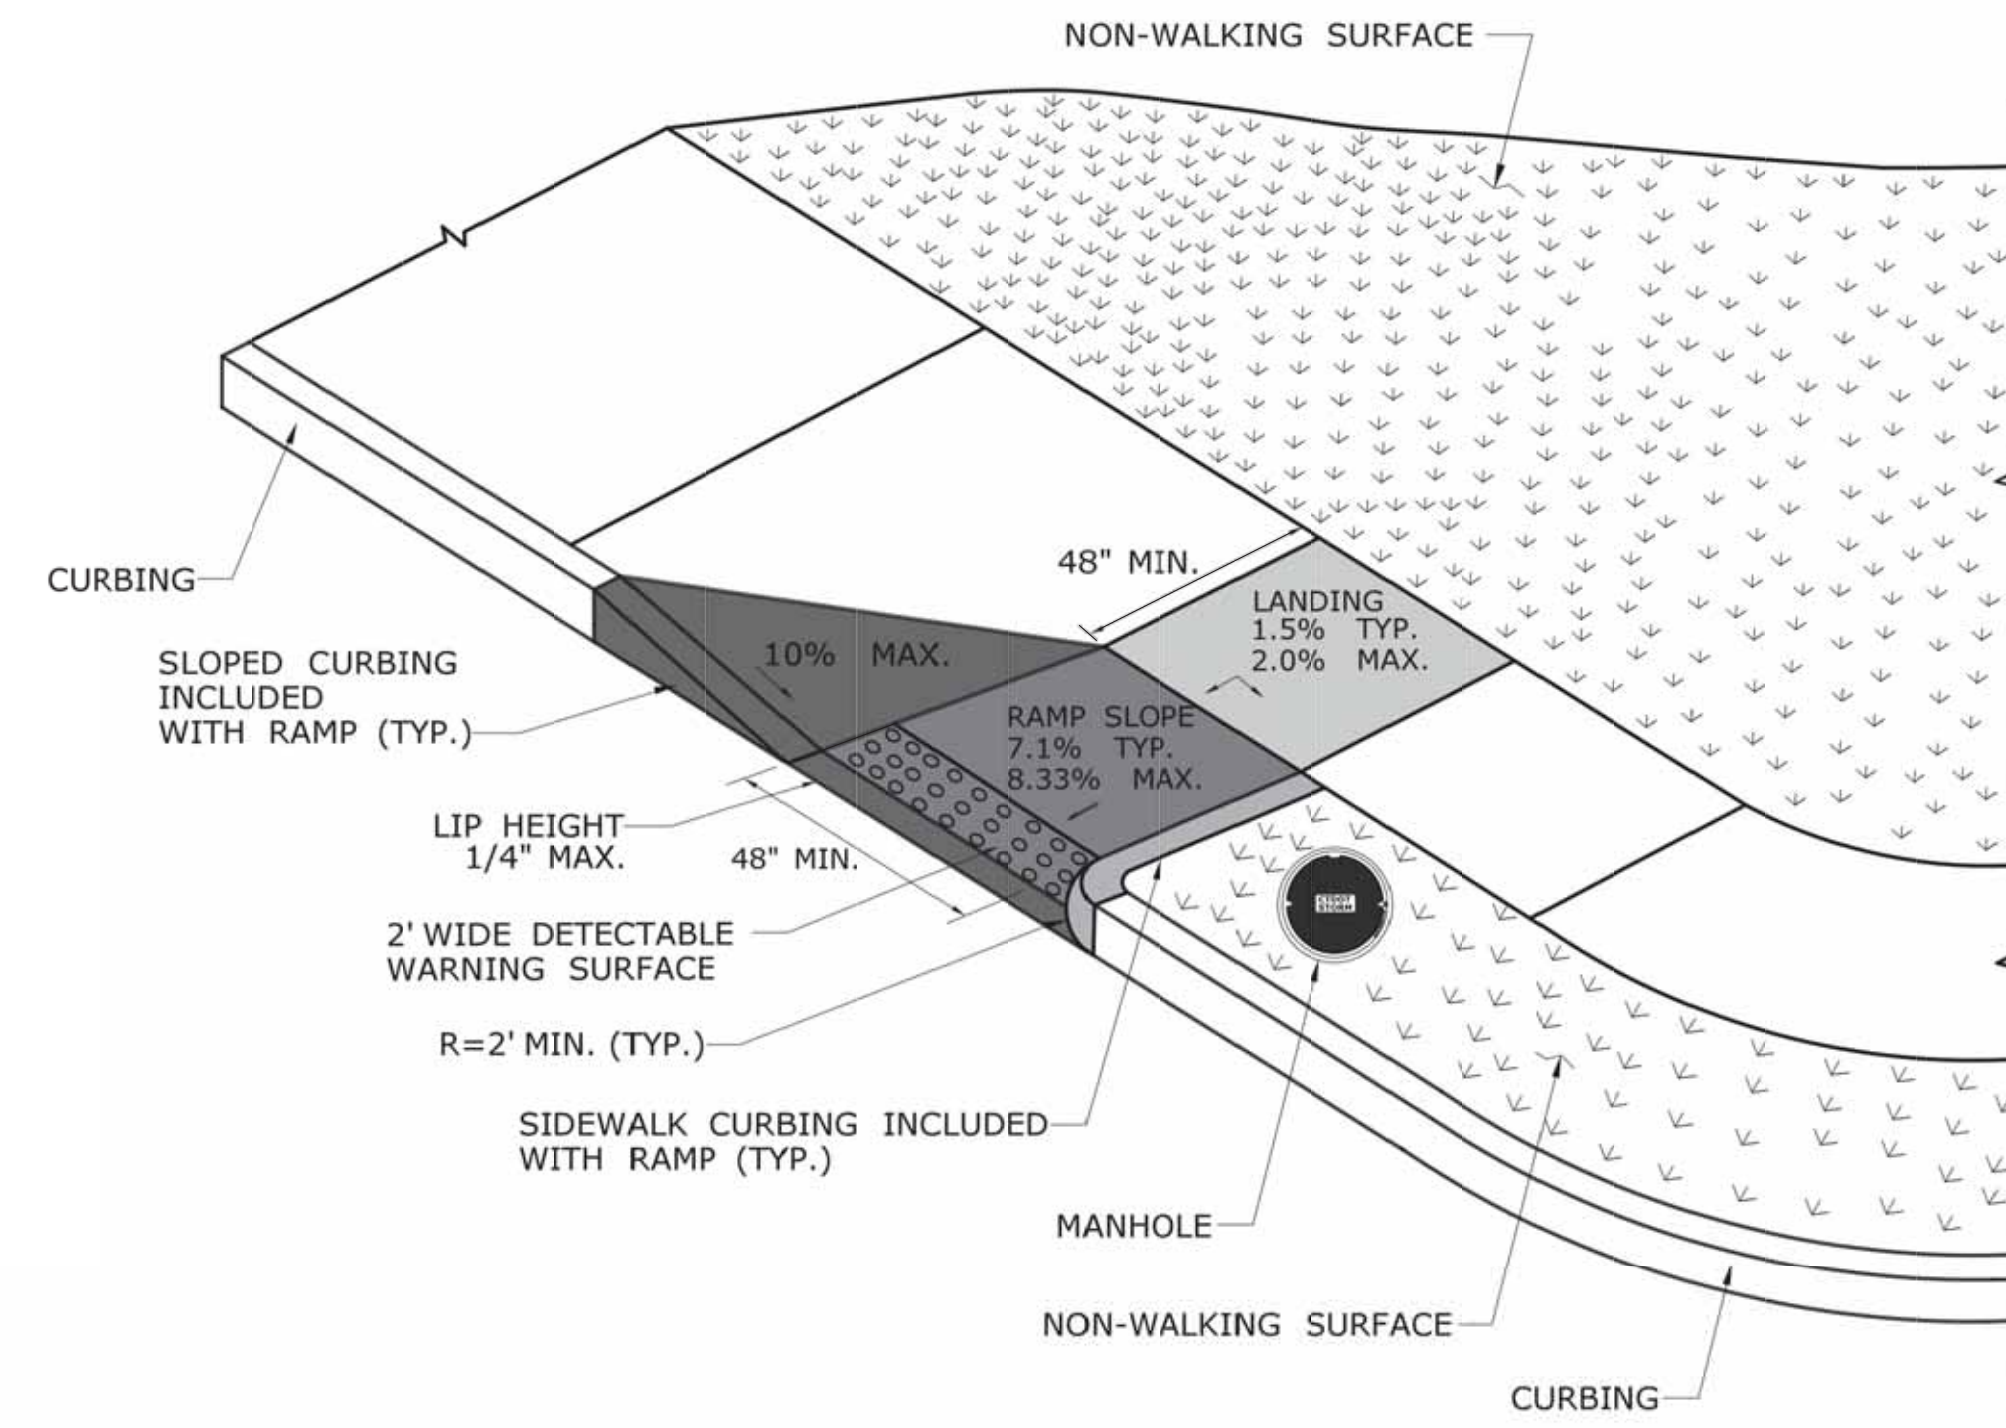 NON-WALKING SURFACE
48" MIN.
CURBING
LANDING
1.5% TYP.
2.0% MAX.
10% MAX.
SLOPED CURBING
INCLUDED
WITH RAMP (TYP.)
RAMP SLOPE
7.1% TYP.
8.33% MAX.
LIP HEIGHT
1/4" MAX.
48" MIN.
CTDOT
STORM
2' WIDE DETECTABLE
WARNING SURFACE
R=2' MIN. (TYP.)
SIDEWALK CURBING INCLUDED
WITH RAMP (TYP.)
MANHOLE
NON-WALKING SURFACE
CURBING